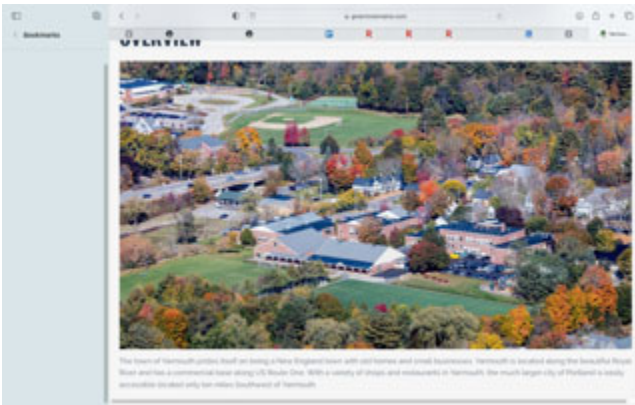 Bookmarks
OVERVIEW
The town of Yarmouth prides itself on being a New England town with old homes and small businesses. Yarmouth is located along the beautiful Royal
River and has a commercial base along US Route One. With a variety of shops and restaurants in Yarmouth, the much larger city of Portland is easily
accessible located only ten miles Southwest of Yarmouth.